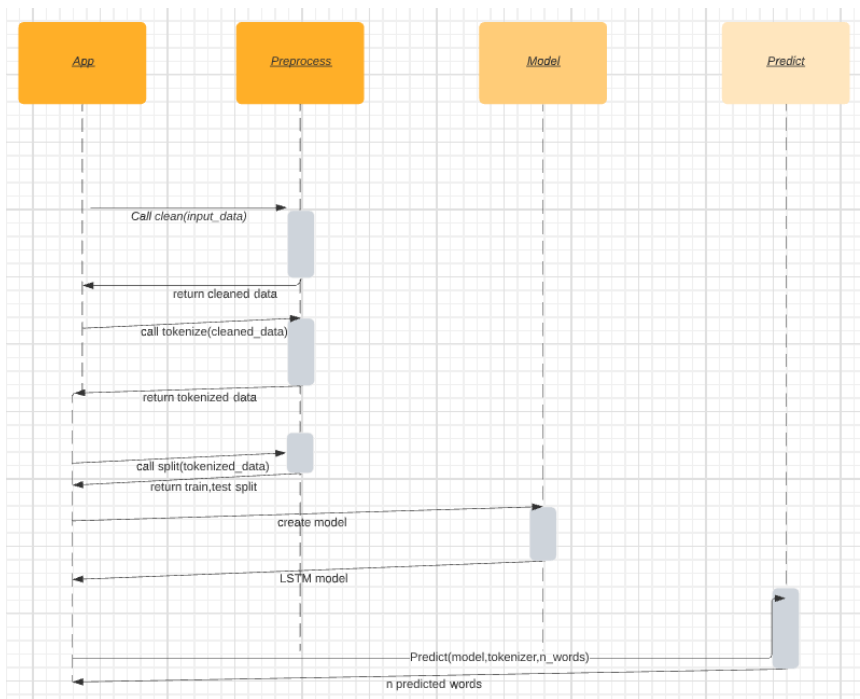 App
Preprocess
Model
Predict
Call clean(input_data)
return cleaned data
call tokenize(cleaned_data)
return tokenized data
call split(tokenized_data)
return train,test split
create model
LSTM model
Predict(model,tokenizer,n_words)
n predicted words